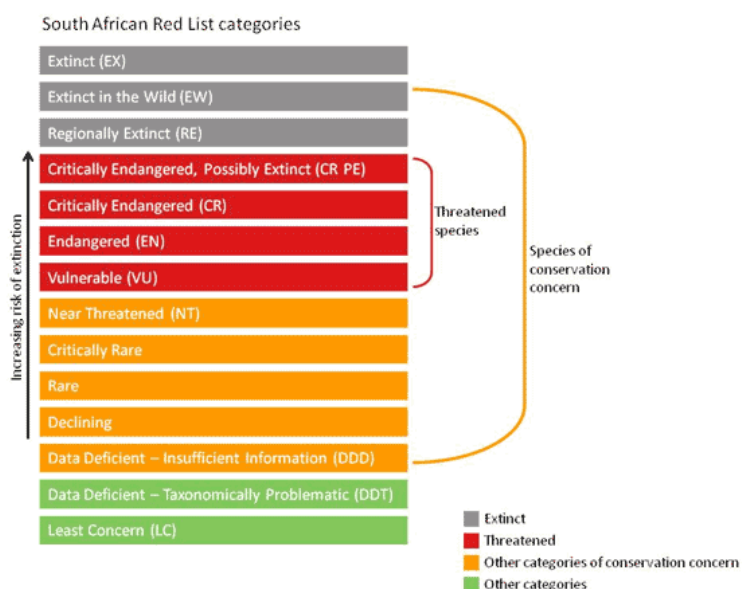 South African Red List categories
Extinct (EX)
Extinct in the Wild (EW)
Regionally Extinct (RE)
Critically Endangered, Possibly Extinct (CR PE)
Critically Endangered (CR)
Endangered (EN)
Vulnerable (VU)
Near Threatened (NT)
Critically Rare
Rare
Declining
Data Deficient – Insufficient Information (DDD)
Data Deficient – Taxonomically Problematic (DDT)
Least Concern (LC)
Increasing risk of extinction
Threatened
species
Species of
conservation
concern
Extinct
Threatened
Other categories of conservation concern
Other categories